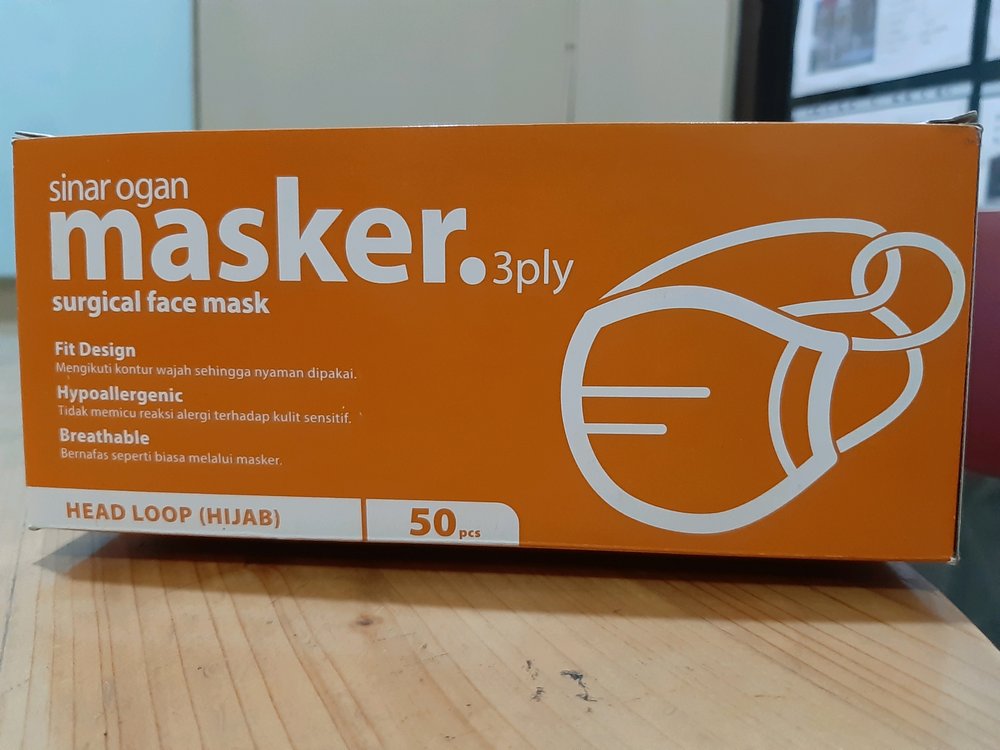 sinar ogan
masker. 3ply
surgical face mask
Fit Design
Mengikuti kontur wajah sehingga nyaman dipakai.
Hypoallergenic
Tidak memicu reaksi alergi terhadap kulit sensitif.
Breathable
Bernafas seperti biasa melalui masker.
HEAD LOOP (HIJAB)
50 pcs